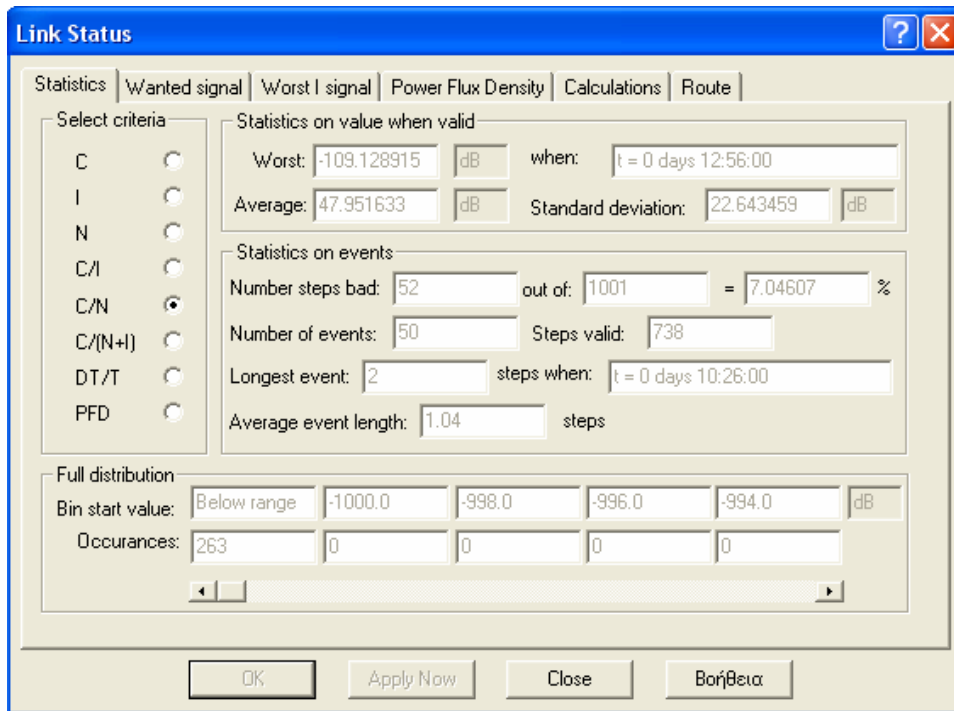 Link Status
Statistics Wanted signal Worst I signal Power Flux Density Calculations Route
Select criteria
C
I
N
C/I
C/N
C/(N+I)
DT/T
PFD
Statistics on value when valid
Worst: -109.128915 dB when: t = 0 days 12:56:00
Average: 47.951633 dB Standard deviation: 22.643459 dB
Statistics on events
Number steps bad: 52 out of: 1001 = 7.04607 %
Number of events: 50 Steps valid: 738
Longest event: 2 steps when: t = 0 days 10:26:00
Average event length: 1.04 steps
Full distribution
Bin start value: Below range -1000.0 -998.0 -996.0 -994.0 dB
Occurances: 263 0 0 0 0
OK Apply Now Close Βοήθεια